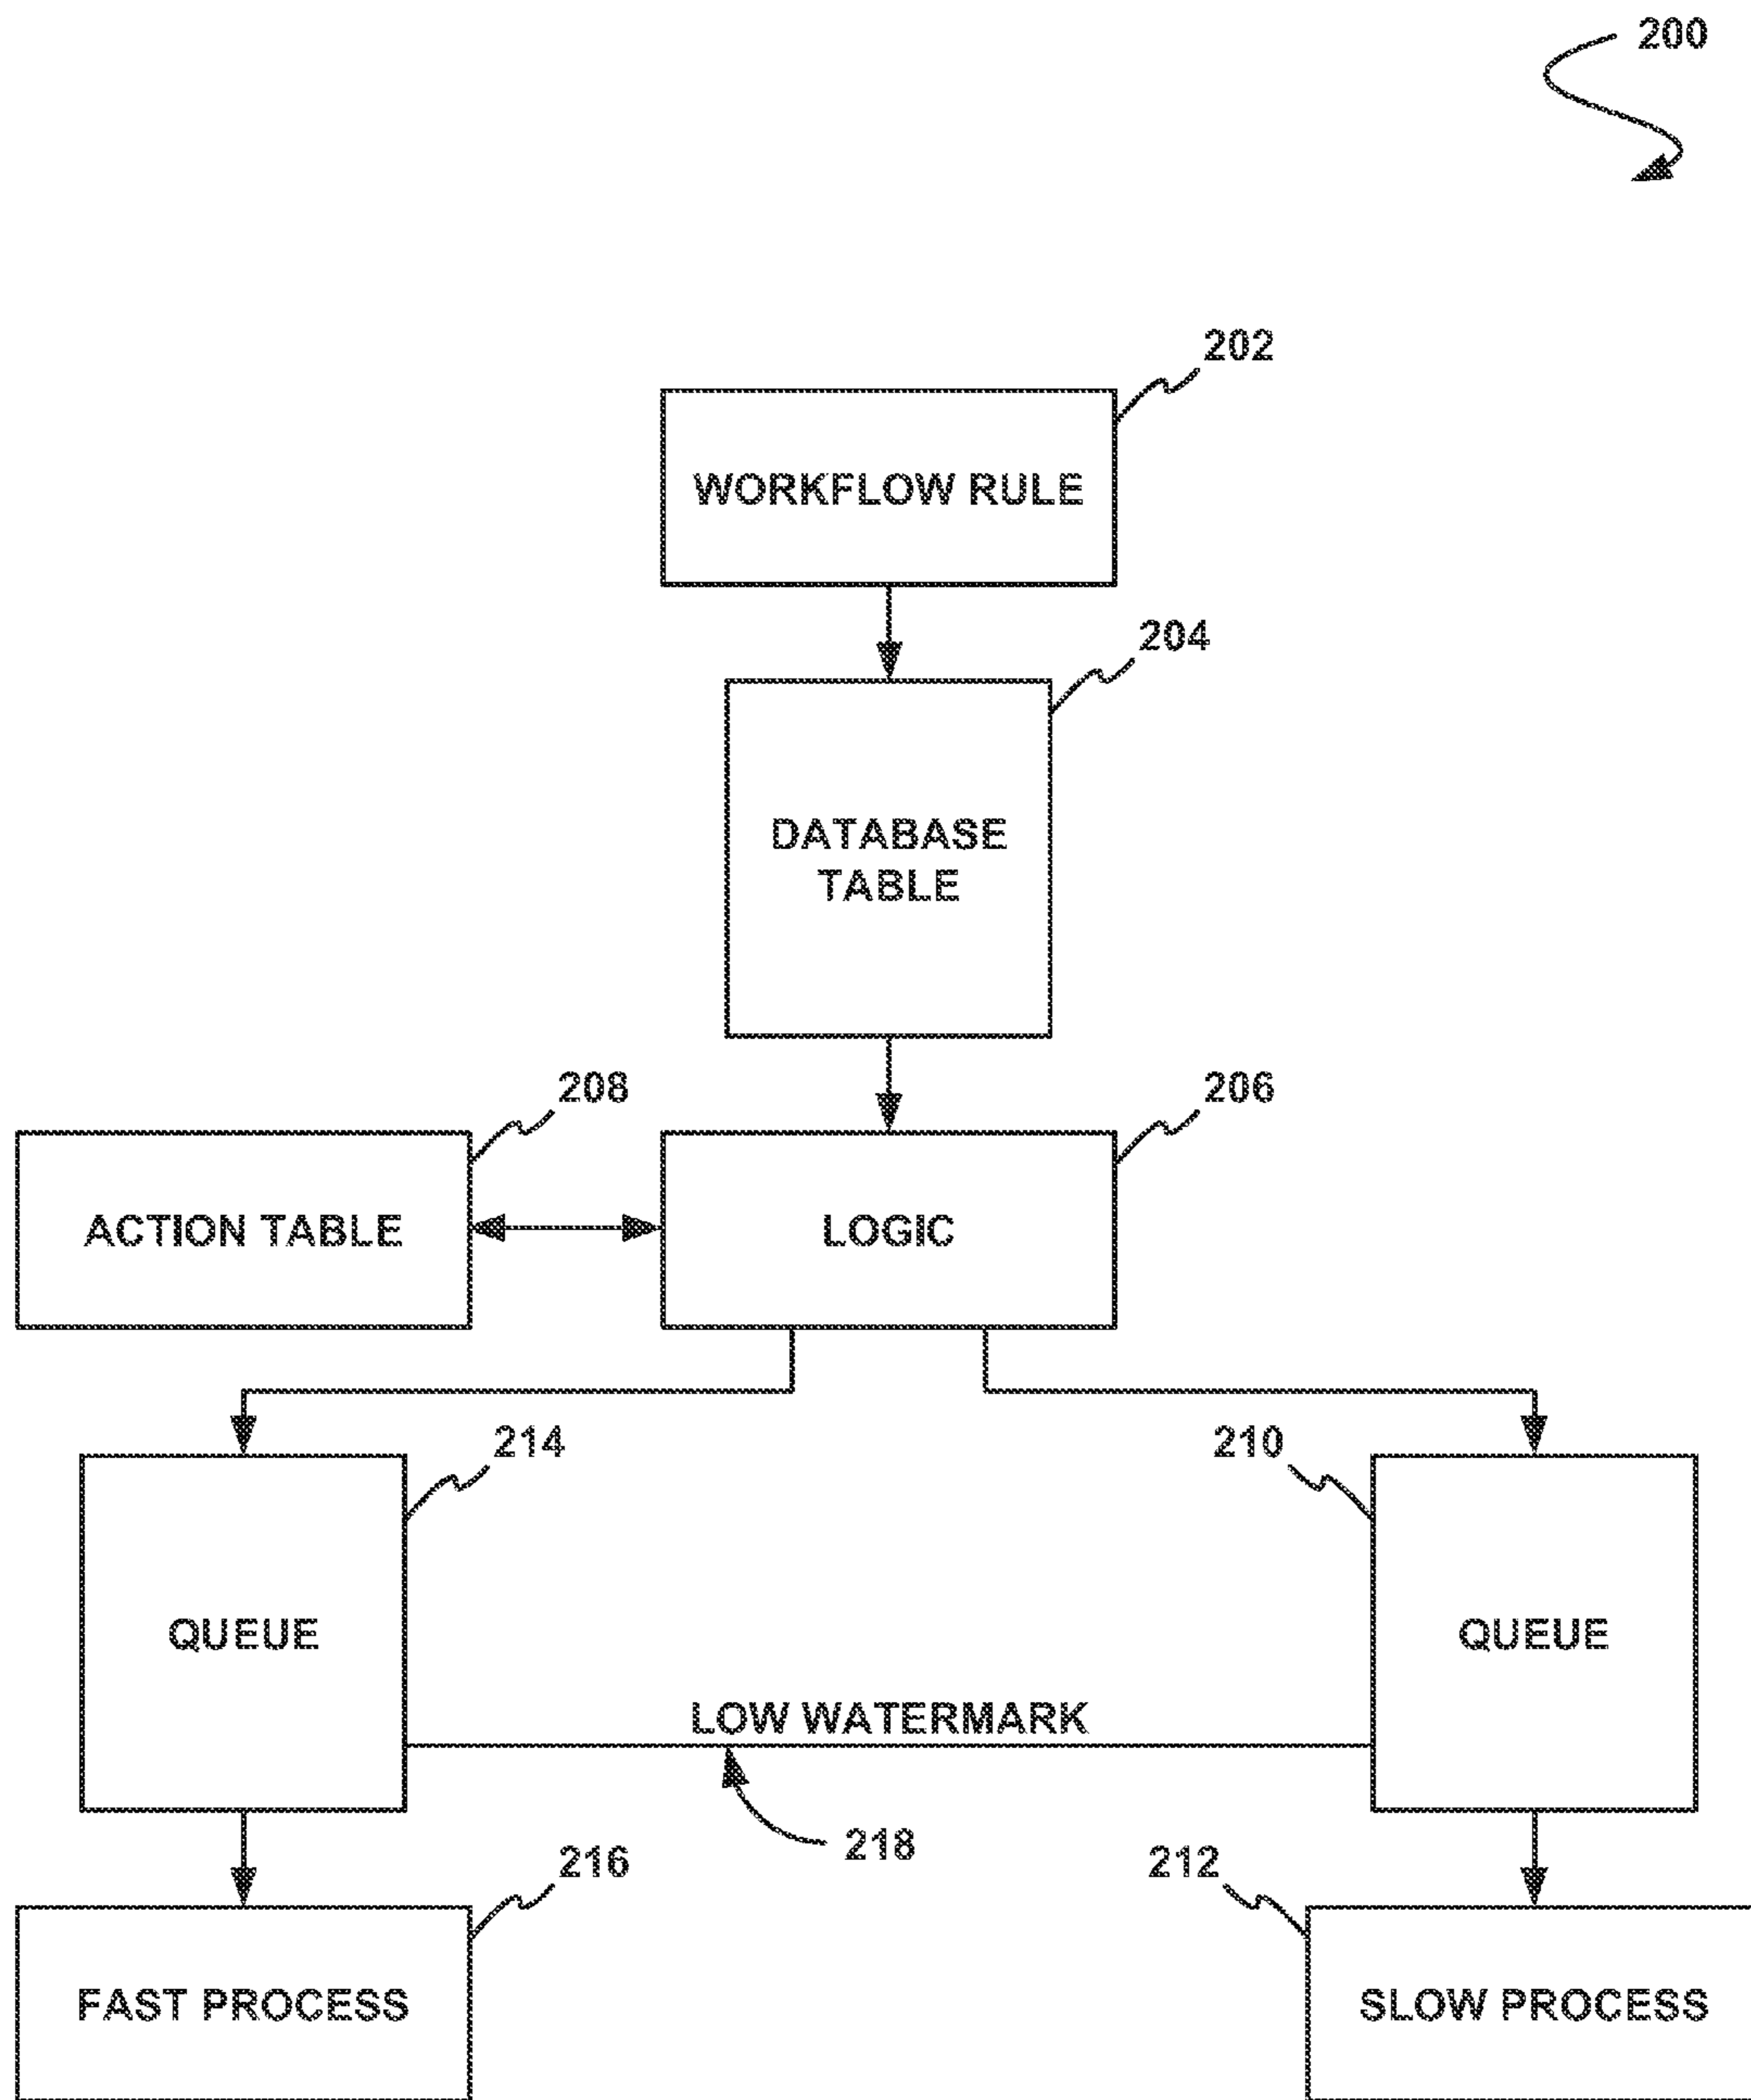 200
202
WORKFLOW RULE
204
DATABASE
TABLE
208
206
ACTION TABLE
LOGIC
214
210
QUEUE
QUEUE
LOW WATERMARK
218
216
212
FAST PROCESS
SLOW PROCESS